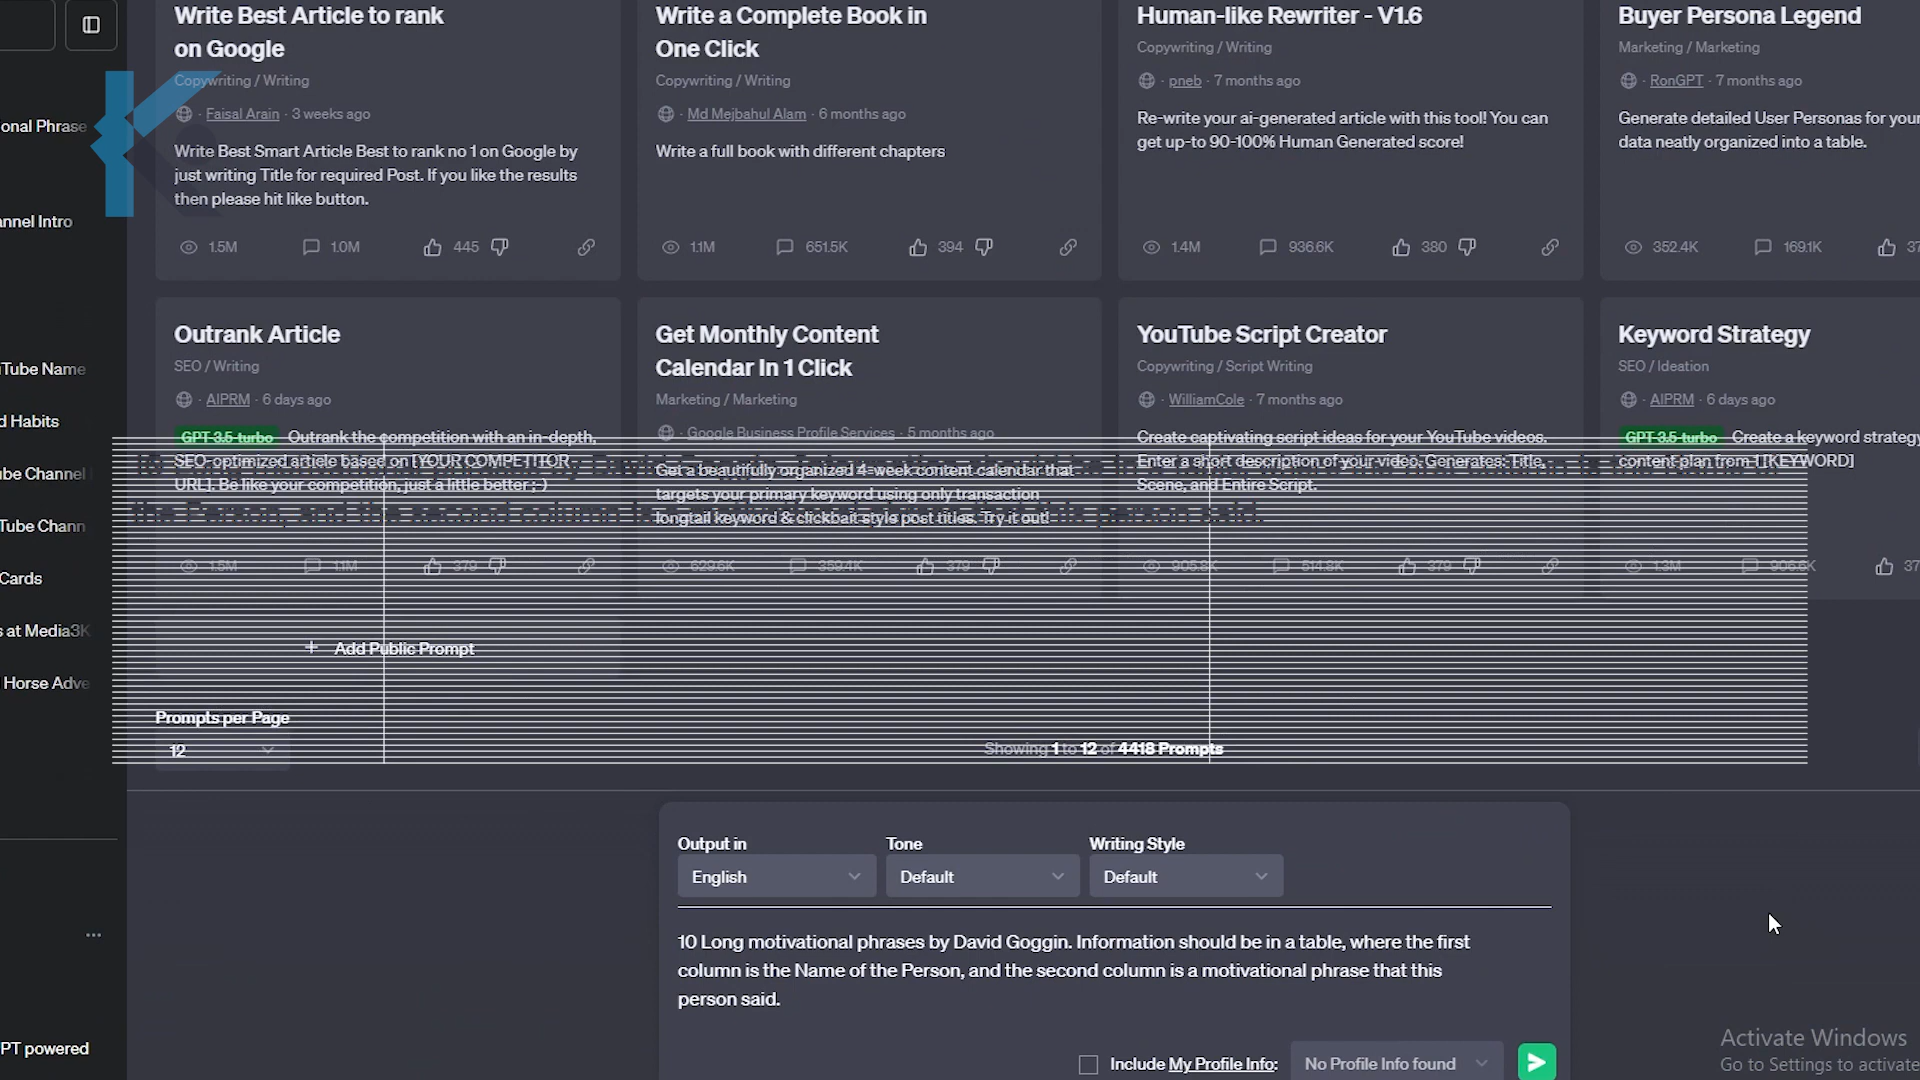 Write Best Article to rank
on Google
Copywriting / Writing
· Faisal Arain · 3 weeks ago
Write Best Smart Article Best to rank no 1 on Google by
just writing Title for required Post. If you like the results
then please hit like button.
1.5M 1.0M 445
Write a Complete Book in
One Click
Copywriting / Writing
· Md Mejbahul Alam · 6 months ago
Write a full book with different chapters
1.1M 651.5K 394
Human-like Rewriter - V1.6
Copywriting / Writing
· pneb · 7 months ago
Re-write your ai-generated article with this tool! You can
get up-to 90-100% Human Generated score!
1.4M 936.6K 380
Buyer Persona Legend
Marketing / Marketing
· RonGPT · 7 months ago
Generate detailed User Personas for your
data neatly organized into a table.
352.4K 169.1K 37
onal Phrase
annel Intro
Tube Name
d Habits
be Channel
Tube Chann
Cards
s at Media3K
Horse Adve
PT powered
Outrank Article
SEO / Writing
· AIPRM · 6 days ago
GPT-3.5-turbo Outrank the competition with an in-depth,
SEO-optimized article based on [YOUR COMPETITOR
URL]. Be like your competition, just a little better ;-)
1.5M 1.1M 379
Get Monthly Content
Calendar In 1 Click
Marketing / Marketing
· Google Business Profile Services · 5 months ago
Get a beautifully organized 4-week content calendar that
targets your primary keyword using only transaction
longtail keyword & clickbait style post titles. Try it out!
629.6K 359.4K 379
YouTube Script Creator
Copywriting / Script Writing
· WilliamCole · 7 months ago
Create captivating script ideas for your YouTube videos.
Enter a short description of your video. Generates: Title,
Scene, and Entire Script.
905.8K 514.8K 379
Keyword Strategy
SEO / Ideation
· AIPRM · 6 days ago
GPT-3.5-turbo Create a keyword strategy
content plan from 1 [KEYWORD]
1.3M 906.6K 37
the Person, and the second column is a motivational phrase that this person said.
+ Add Public Prompt
Prompts per Page
12
Showing 1 to 12 of 4418 Prompts
Output in Tone Writing Style
English Default Default
10 Long motivational phrases by David Goggin. Information should be in a table, where the first
column is the Name of the Person, and the second column is a motivational phrase that this
person said.
Include My Profile Info: No Profile Info found
Activate Windows
Go to Settings to activate